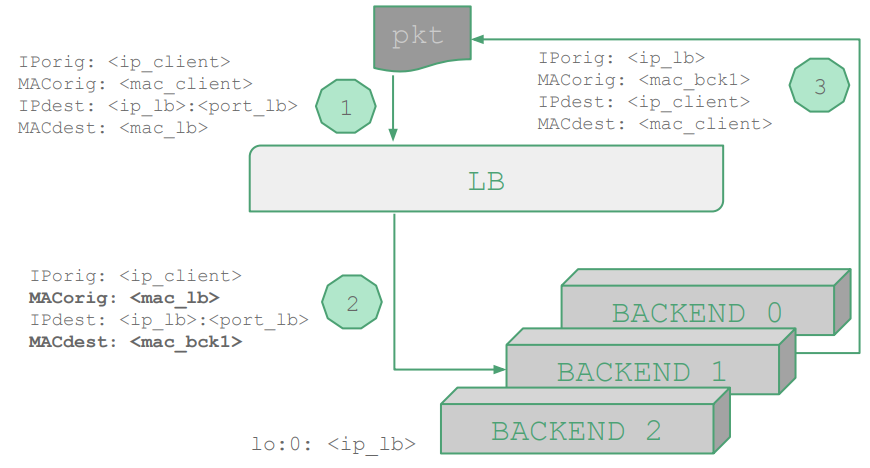 pkt
IPorig: <ip_client>
MACorig: <mac_client>
IPdest: <ip_lb>:<port_lb>
MACdest: <mac_lb>
1
IPorig: <ip_lb>
MACorig: <mac_bck1>
IPdest: <ip_client>
MACdest: <mac_client>
3
LB
IPorig: <ip_client>
MACorig: <mac_lb>
IPdest: <ip_lb>:<port_lb>
MACdest: <mac_bck1>
2
BACKEND 0
BACKEND 1
BACKEND 2
lo:0: <ip_lb>